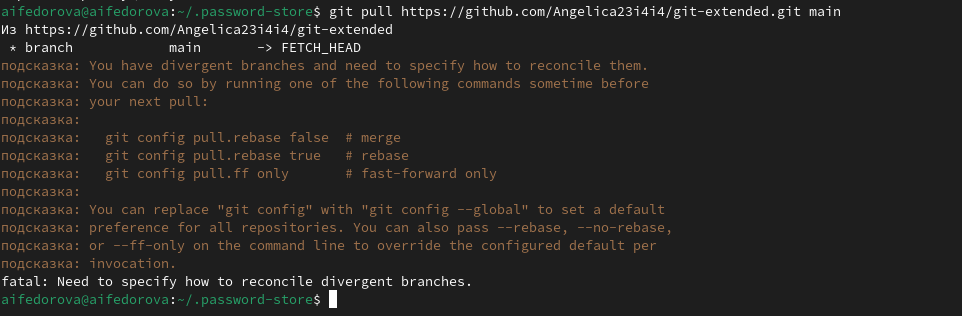 aifedorova@aifedorova:~/.password-store$ git pull https://github.com/Angelica23i4i4/git-extended.git main
Из https://github.com/Angelica23i4i4/git-extended
 * branch            main       -> FETCH_HEAD
подсказка: You have divergent branches and need to specify how to reconcile them.
подсказка: You can do so by running one of the following commands sometime before
подсказка: your next pull:
подсказка:
подсказка:   git config pull.rebase false  # merge
подсказка:   git config pull.rebase true   # rebase
подсказка:   git config pull.ff only       # fast-forward only
подсказка:
подсказка: You can replace "git config" with "git config --global" to set a default
подсказка: preference for all repositories. You can also pass --rebase, --no-rebase,
подсказка: or --ff-only on the command line to override the configured default per
подсказка: invocation.
fatal: Need to specify how to reconcile divergent branches.
aifedorova@aifedorova:~/.password-store$